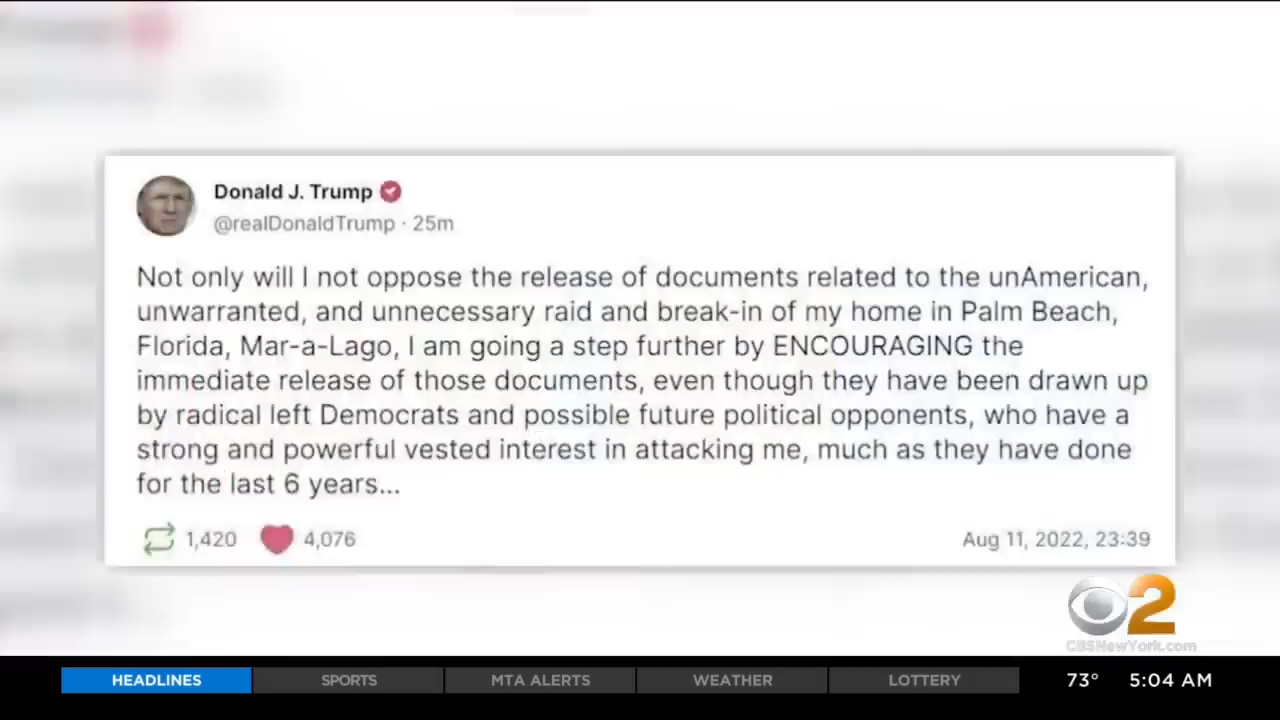 Donald J. Trump
@realDonaldTrump · 25m
Not only will I not oppose the release of documents related to the unAmerican,
unwarranted, and unnecessary raid and break-in of my home in Palm Beach,
Florida, Mar-a-Lago, I am going a step further by ENCOURAGING the
immediate release of those documents, even though they have been drawn up
by radical left Democrats and possible future political opponents, who have a
strong and powerful vested interest in attacking me, much as they have done
for the last 6 years...
1,420 4,076 Aug 11, 2022, 23:39
2
CBSNewYork.com
HEADLINES SPORTS MTA ALERTS WEATHER LOTTERY 73° 5:04 AM